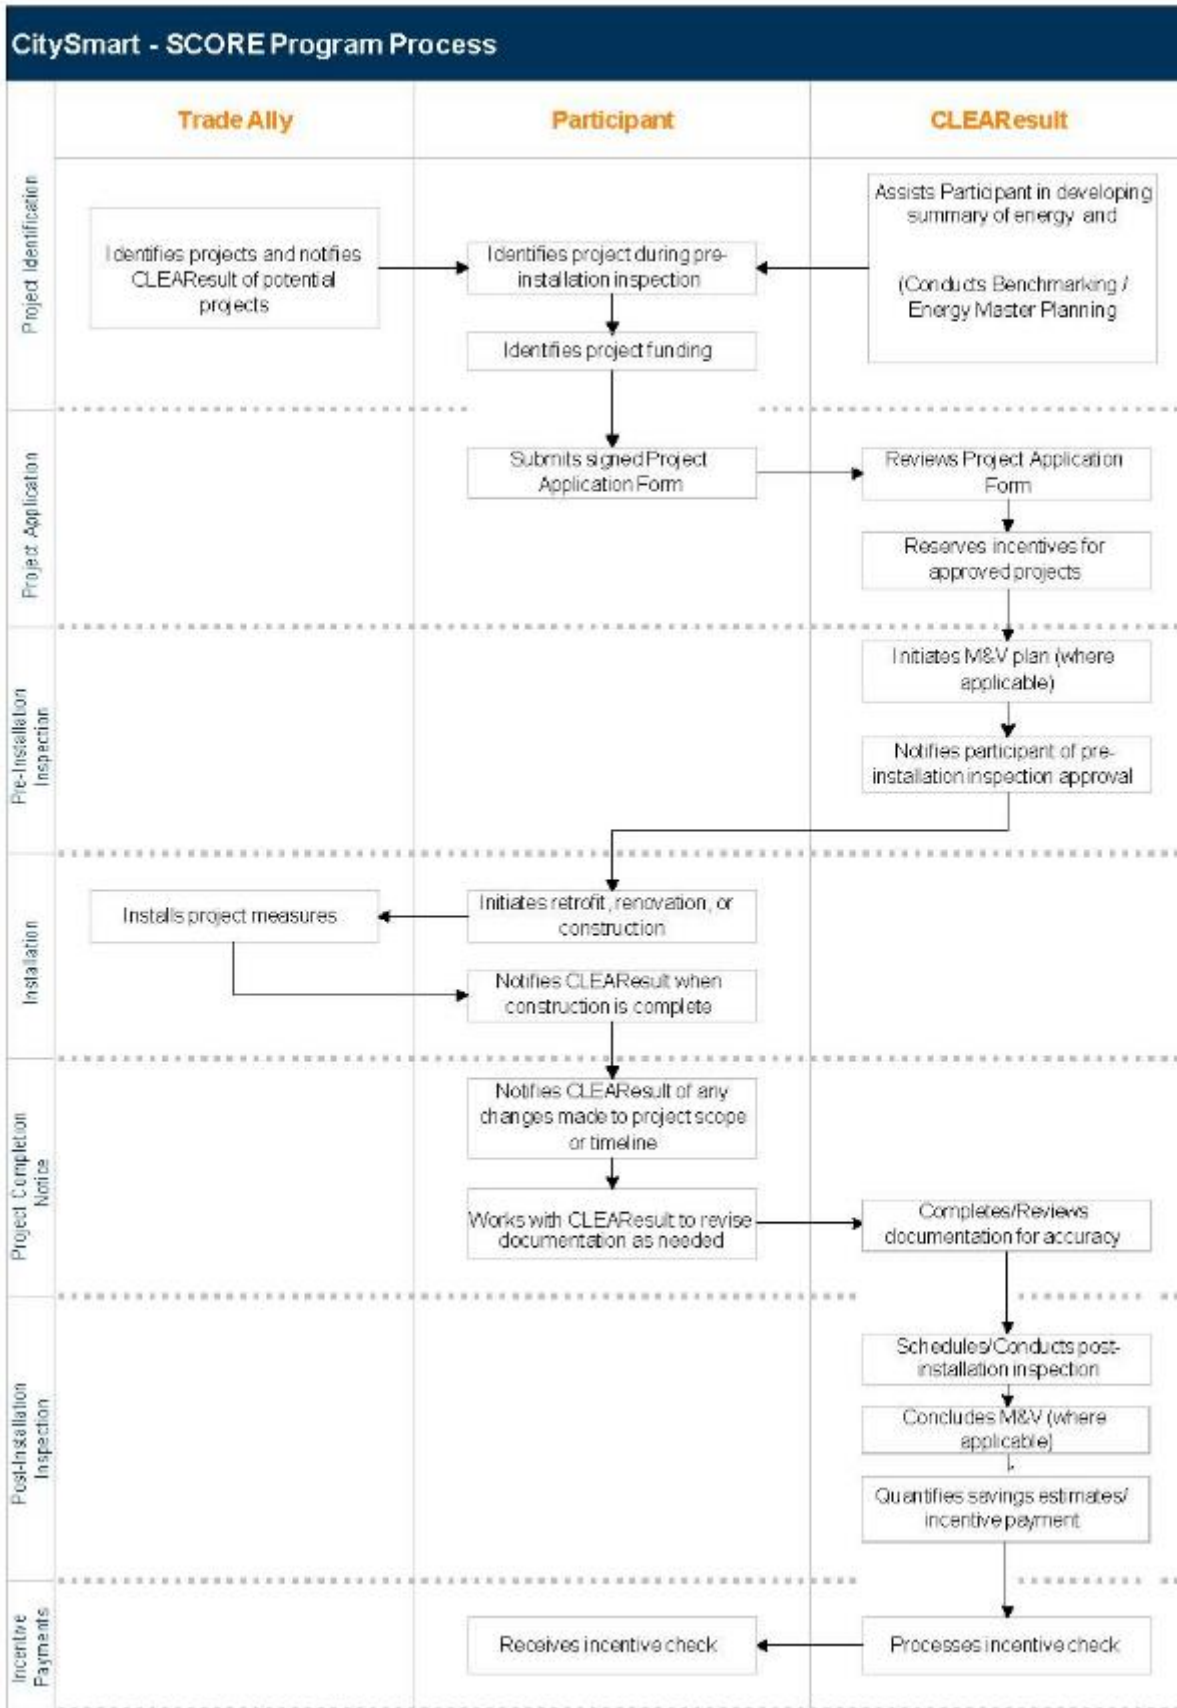 CitySmart - SCORE Program Process
Trade Ally
Participant
CLEAResult
Project Identification
Identifies projects and notifies
CLEAResult of potential
projects
Identifies project during pre-
installation inspection
Assists Participant in developing
summary of energy and
(Conducts Benchmarking /
Energy Master Planning
Identifies project funding
Project Application
Submits signed Project
Application Form
Reviews Project Application
Form
Reserves incentives for
approved projects
Pre-Installation
Inspection
Initiates M&V plan (where
applicable)
Notifies participant of pre-
installation inspection approval
Installation
Installs project measures
Initiates retrofit, renovation, or
construction
Notifies CLEAResult when
construction is complete
Project Completion
Notice
Notifies CLEAResult of any
changes made to project scope
or timeline
Works with CLEAResult to revise
documentation as needed
Completes/Reviews
documentation for accuracy
Post-Installation
Inspection
Schedules/Conducts post-
installation inspection
Concludes M&V (where
applicable)
Quantifies savings estimates/
incentive payment
Incentive
Payments
Receives incentive check
Processes incentive check